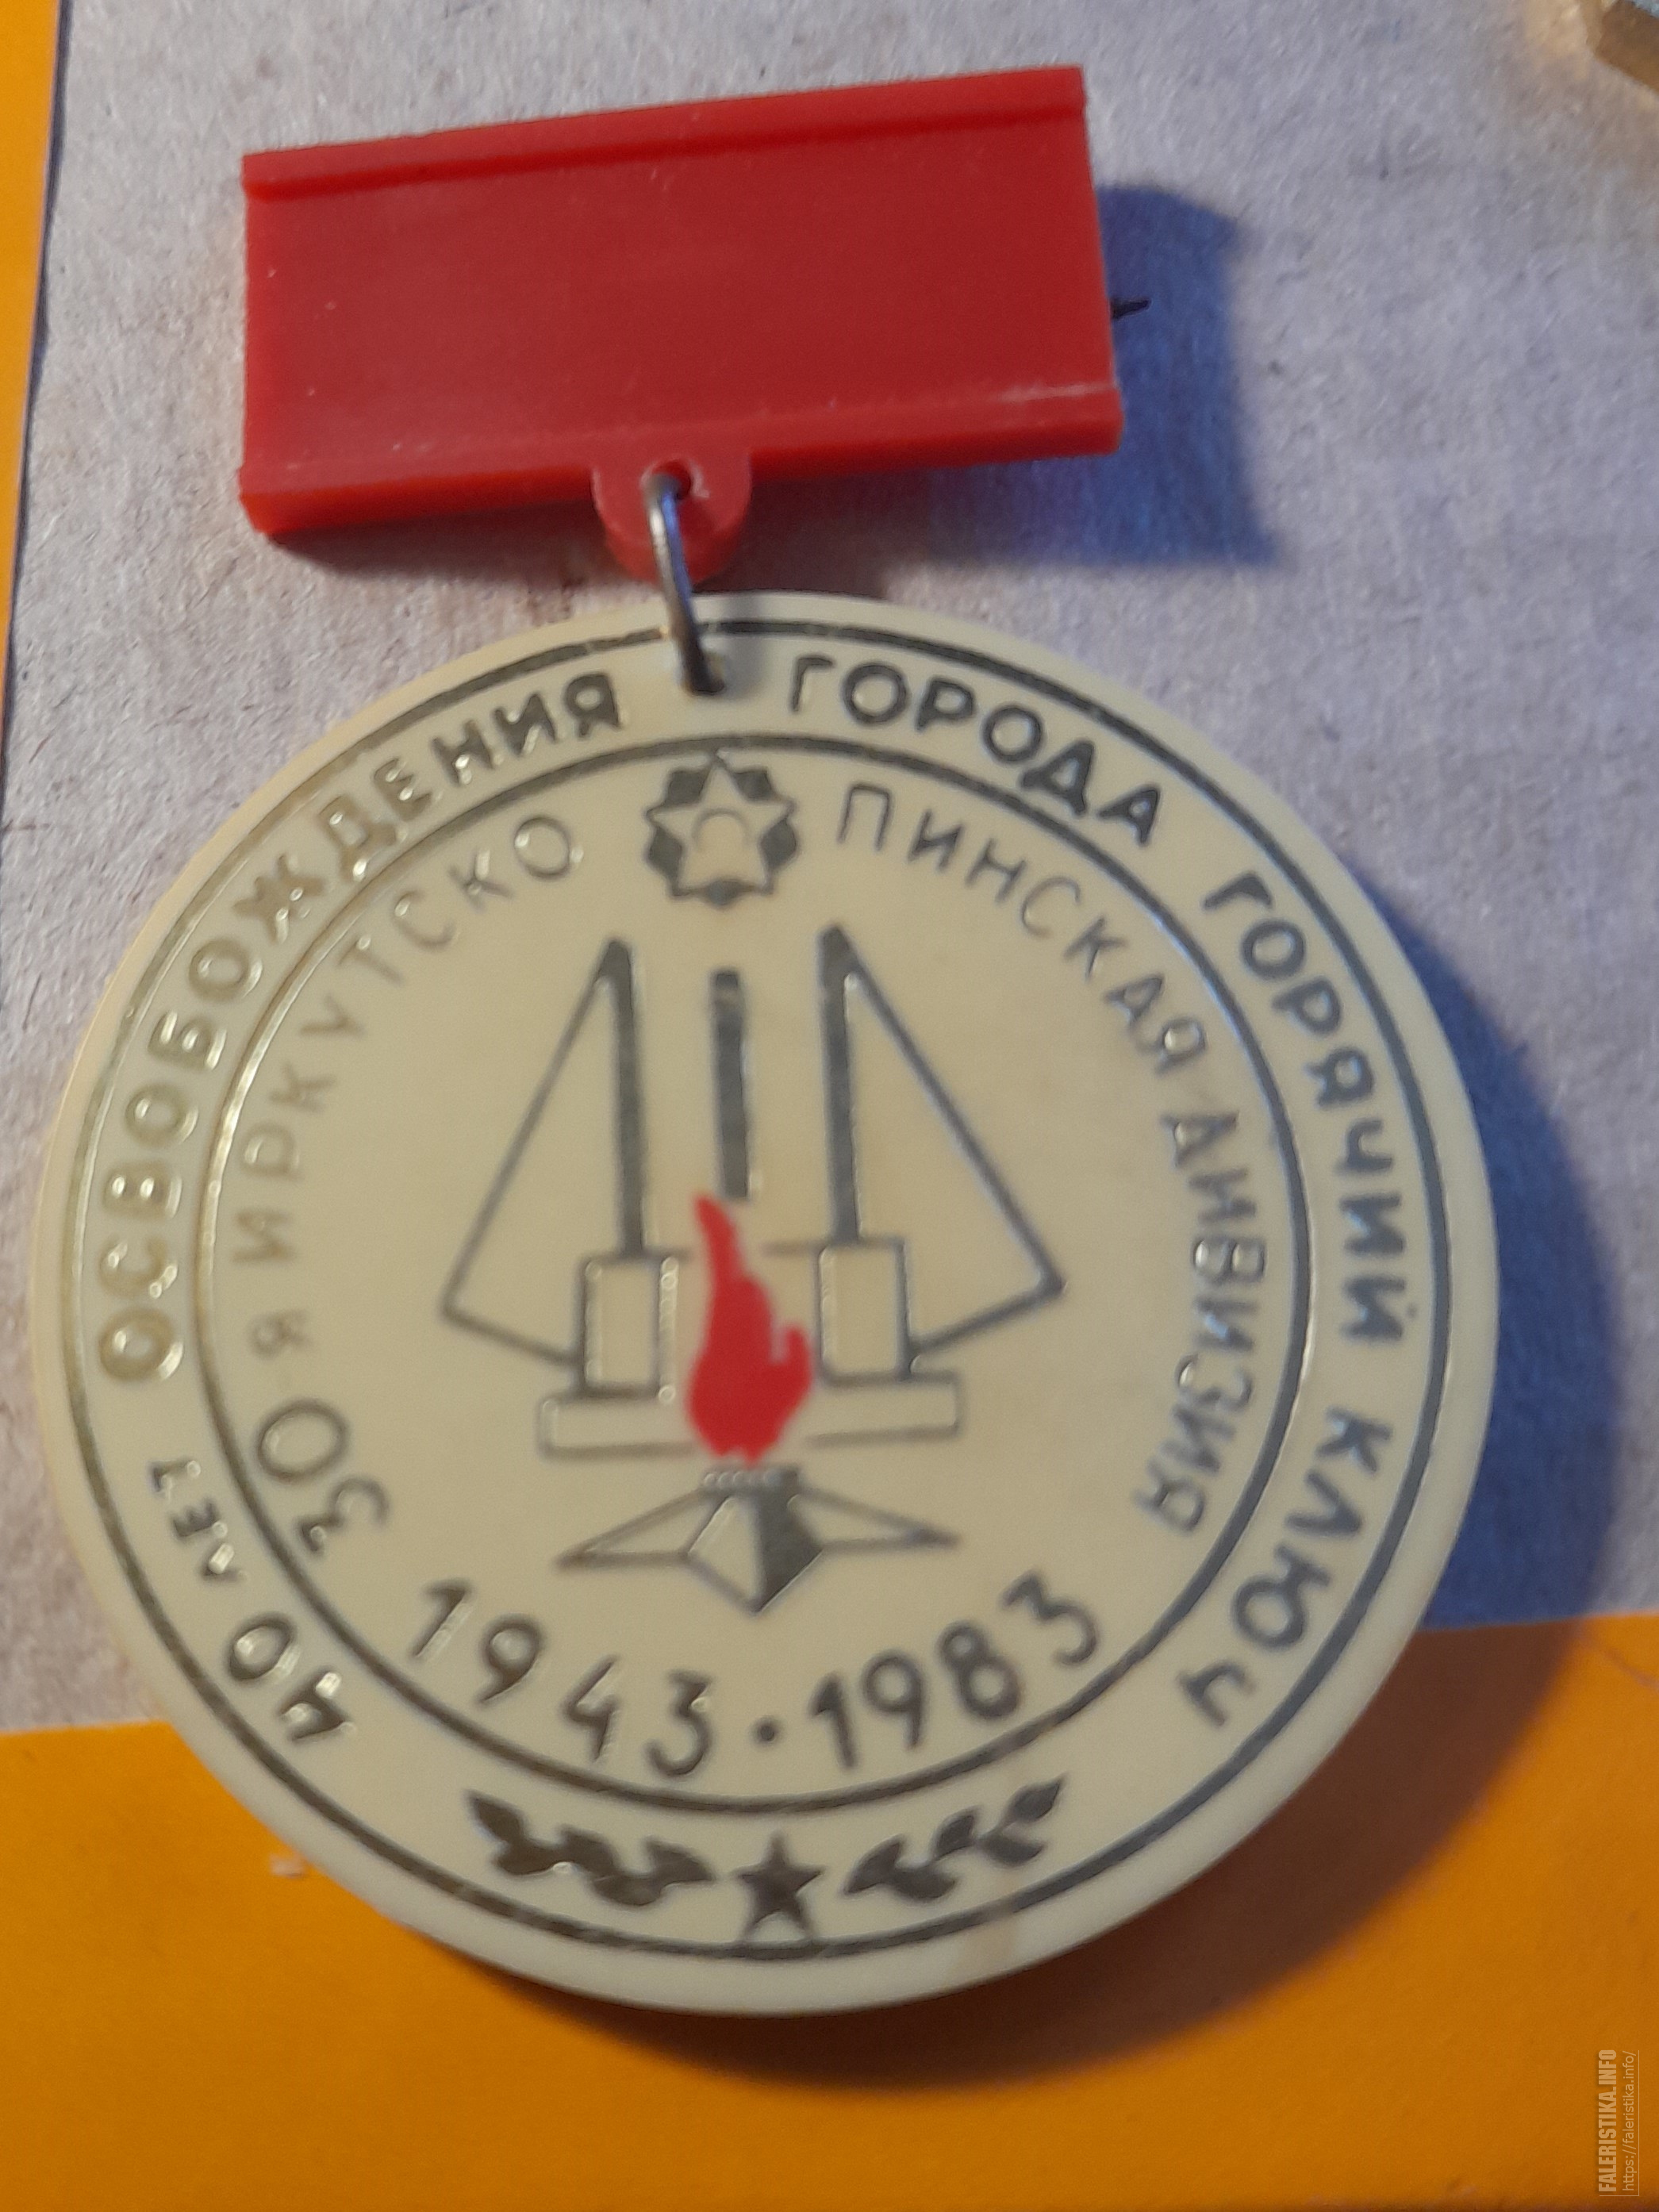 40 ЛЕТ ОСВОБОЖДЕНИЯ ГОРОДА ГОРЯЧИЙ КЛЮЧ
30 Я ИРКУТСКО ПИНСКАЯ ДИВИЗИЯ
1943 · 1983
FALERISTIKA.INFO
https://faleristika.info/